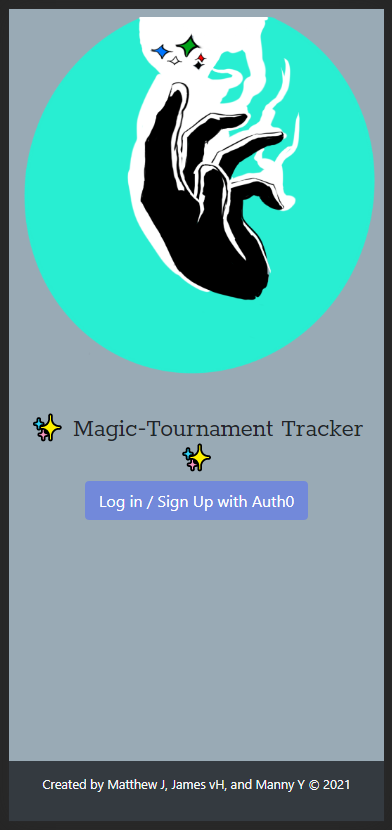 ✨ Magic-Tournament Tracker
✨
Log in / Sign Up with Auth0
Created by Matthew J, James vH, and Manny Y © 2021